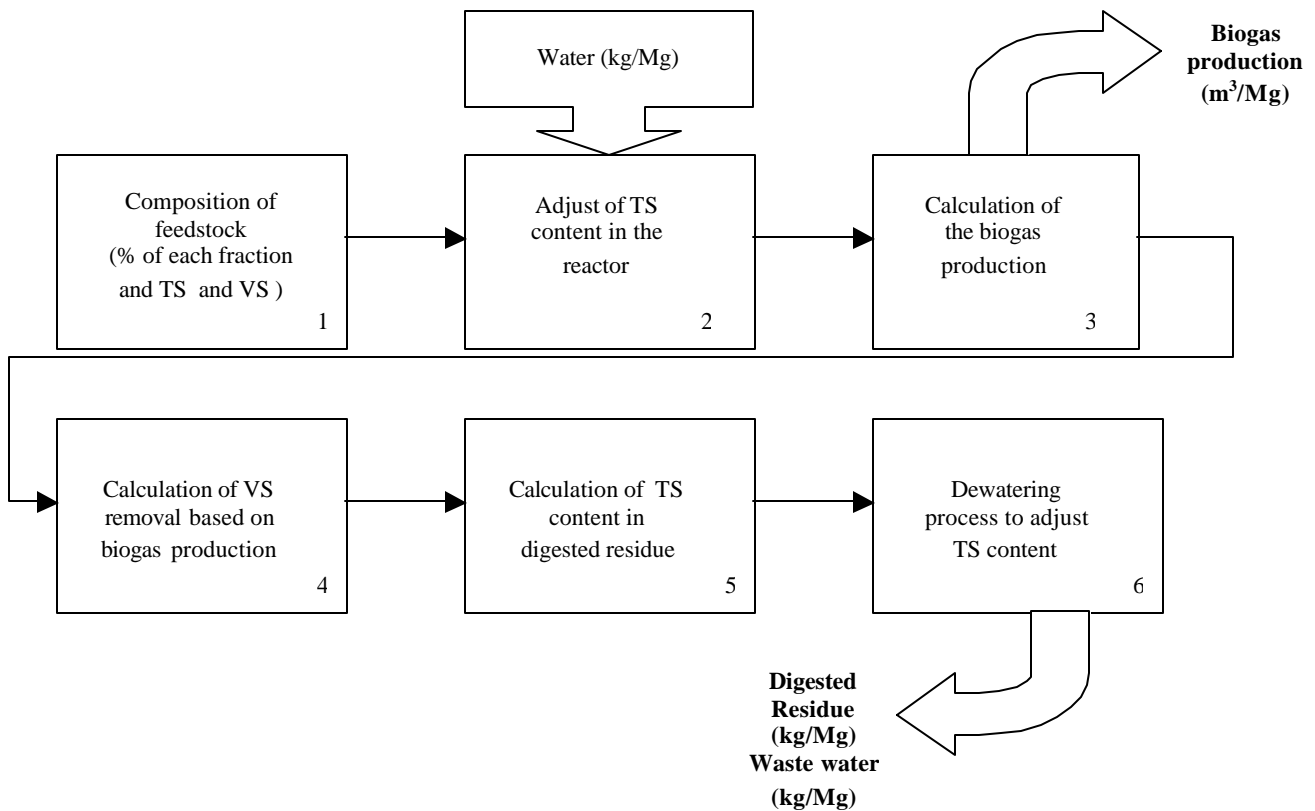 Water (kg/Mg)
Biogas
production
(m³/Mg)
Composition of
feedstock
(% of each fraction
and TS and VS )
1
Adjust of TS
content in the
reactor
2
Calculation of
the biogas
production
3
Calculation of VS
removal based on
biogas production
4
Calculation of TS
content in
digested residue
5
Dewatering
process to adjust
TS content
6
Digested
Residue
(kg/Mg)
Waste water
(kg/Mg)